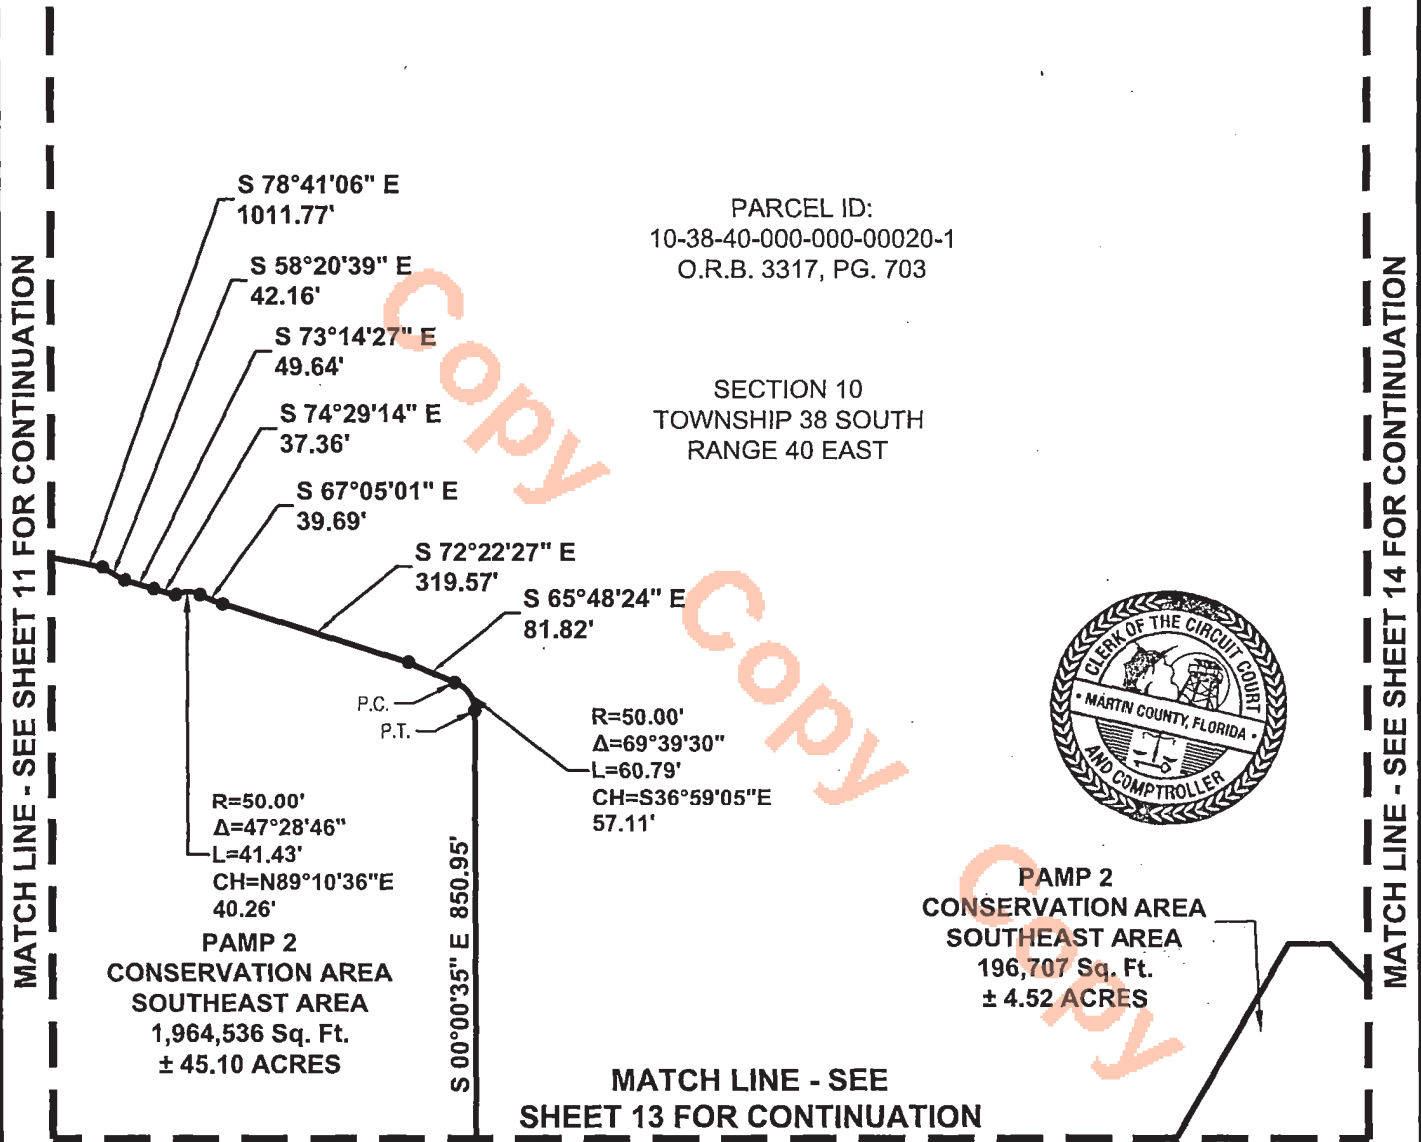 S 78°41'06" E
1011.77'
S 58°20'39" E
42.16'
S 73°14'27" E
49.64'
S 74°29'14" E
37.36'
S 67°05'01" E
39.69'
S 72°22'27" E
319.57'
S 65°48'24" E
81.82'
PARCEL ID:
10-38-40-000-000-00020-1
O.R.B. 3317, PG. 703
SECTION 10
TOWNSHIP 38 SOUTH
RANGE 40 EAST
MATCH LINE - SEE SHEET 11 FOR CONTINUATION
MATCH LINE - SEE SHEET 14 FOR CONTINUATION
P.C.
P.T.
R=50.00'
Δ=69°39'30"
L=60.79'
CH=S36°59'05"E
57.11'
R=50.00'
Δ=47°28'46"
L=41.43'
CH=N89°10'36"E
40.26'
S 00°00'35" E 850.95'
PAMP 2
CONSERVATION AREA
SOUTHEAST AREA
1,964,536 Sq. Ft.
± 45.10 ACRES
CLERK OF THE CIRCUIT COURT
• MARTIN COUNTY, FLORIDA •
AND COMPTROLLER
PAMP 2
CONSERVATION AREA
SOUTHEAST AREA
196,707 Sq. Ft.
± 4.52 ACRES
MATCH LINE - SEE
SHEET 13 FOR CONTINUATION
Copy
Copy
Copy